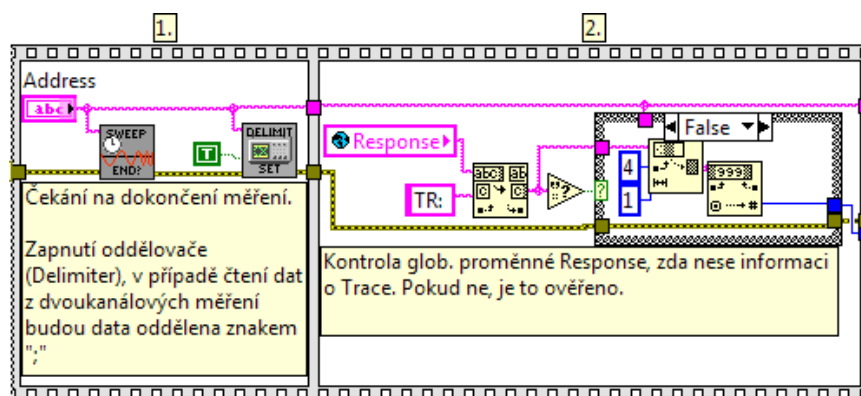 1.
2.
Address
abc
SWEEP
END?
T
DELIMIT
SET
Čekání na dokončení měření.
Zapnutí oddělovače
(Delimiter), v případě čtení dat
z dvoukanálových měření
budou data oddělena znakem
";"
Response
TR:
abc ab
C C
?
?
False
4
1
999
#
Kontrola glob. proměnné Response, zda nese informaci
o Trace. Pokud ne, je to ověřeno.